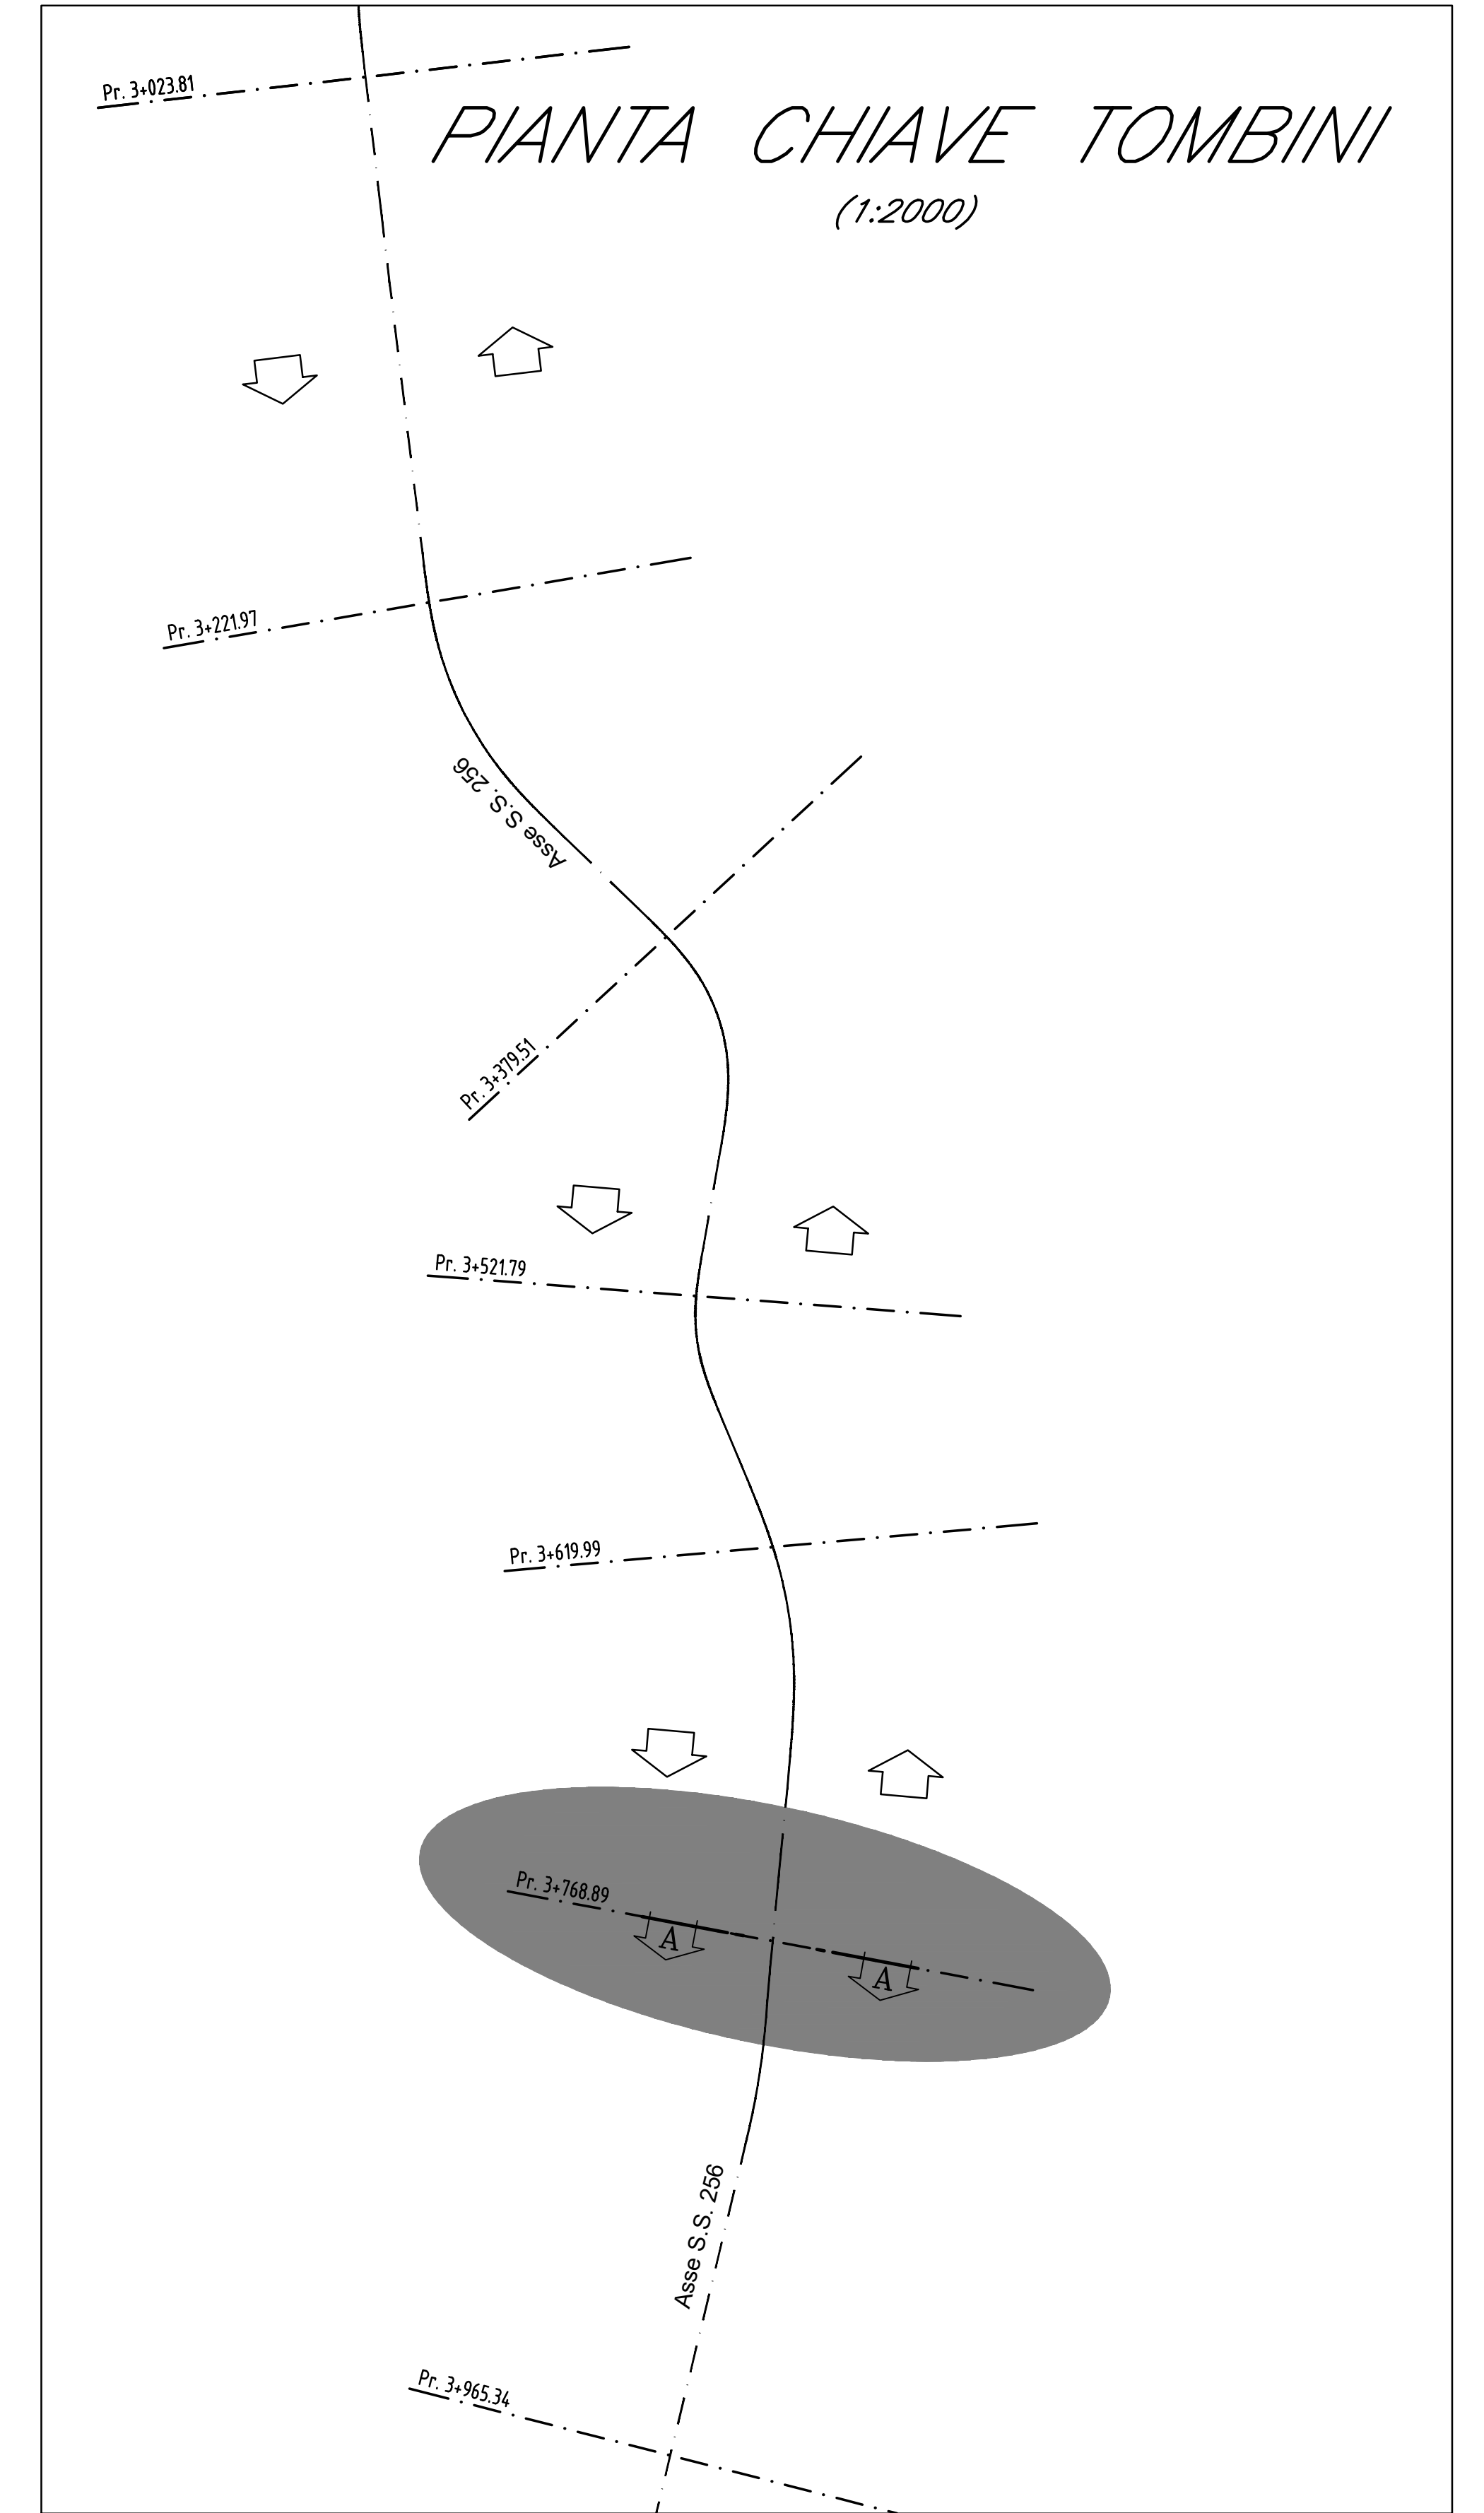 Pr. 3+023.81
PIANTA CHIAVE TOMBINI
(1:2000)
Pr. 3+221.97
Asse S.S. 256
Pr. 3+379.51
Pr. 3+521.79
Pr. 3+619.99
Pr. 3+768.89
A
A
Asse S.S. 256
Pr. 3+965.34